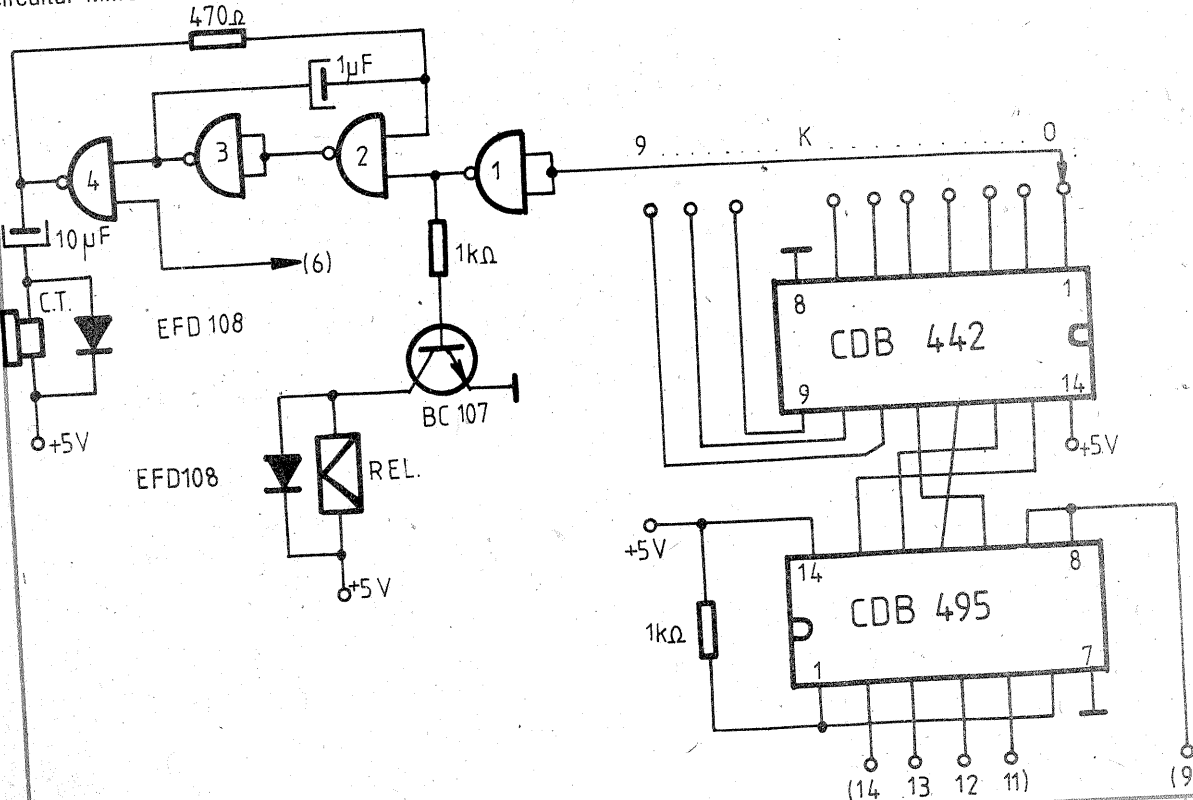 470Ω
1µF
9 . . . . . . . . . K . . . . . . . . . 0
4 3 2 1
10µF
1kΩ
(6)
C.T.
EFD 108
8 1
CDB 442
9 14
BC 107
+5V
+5V
EFD108
REL.
+5V
+5V
14 8
CDB 495
1kΩ
1 7
(14 13 12 11)
(9